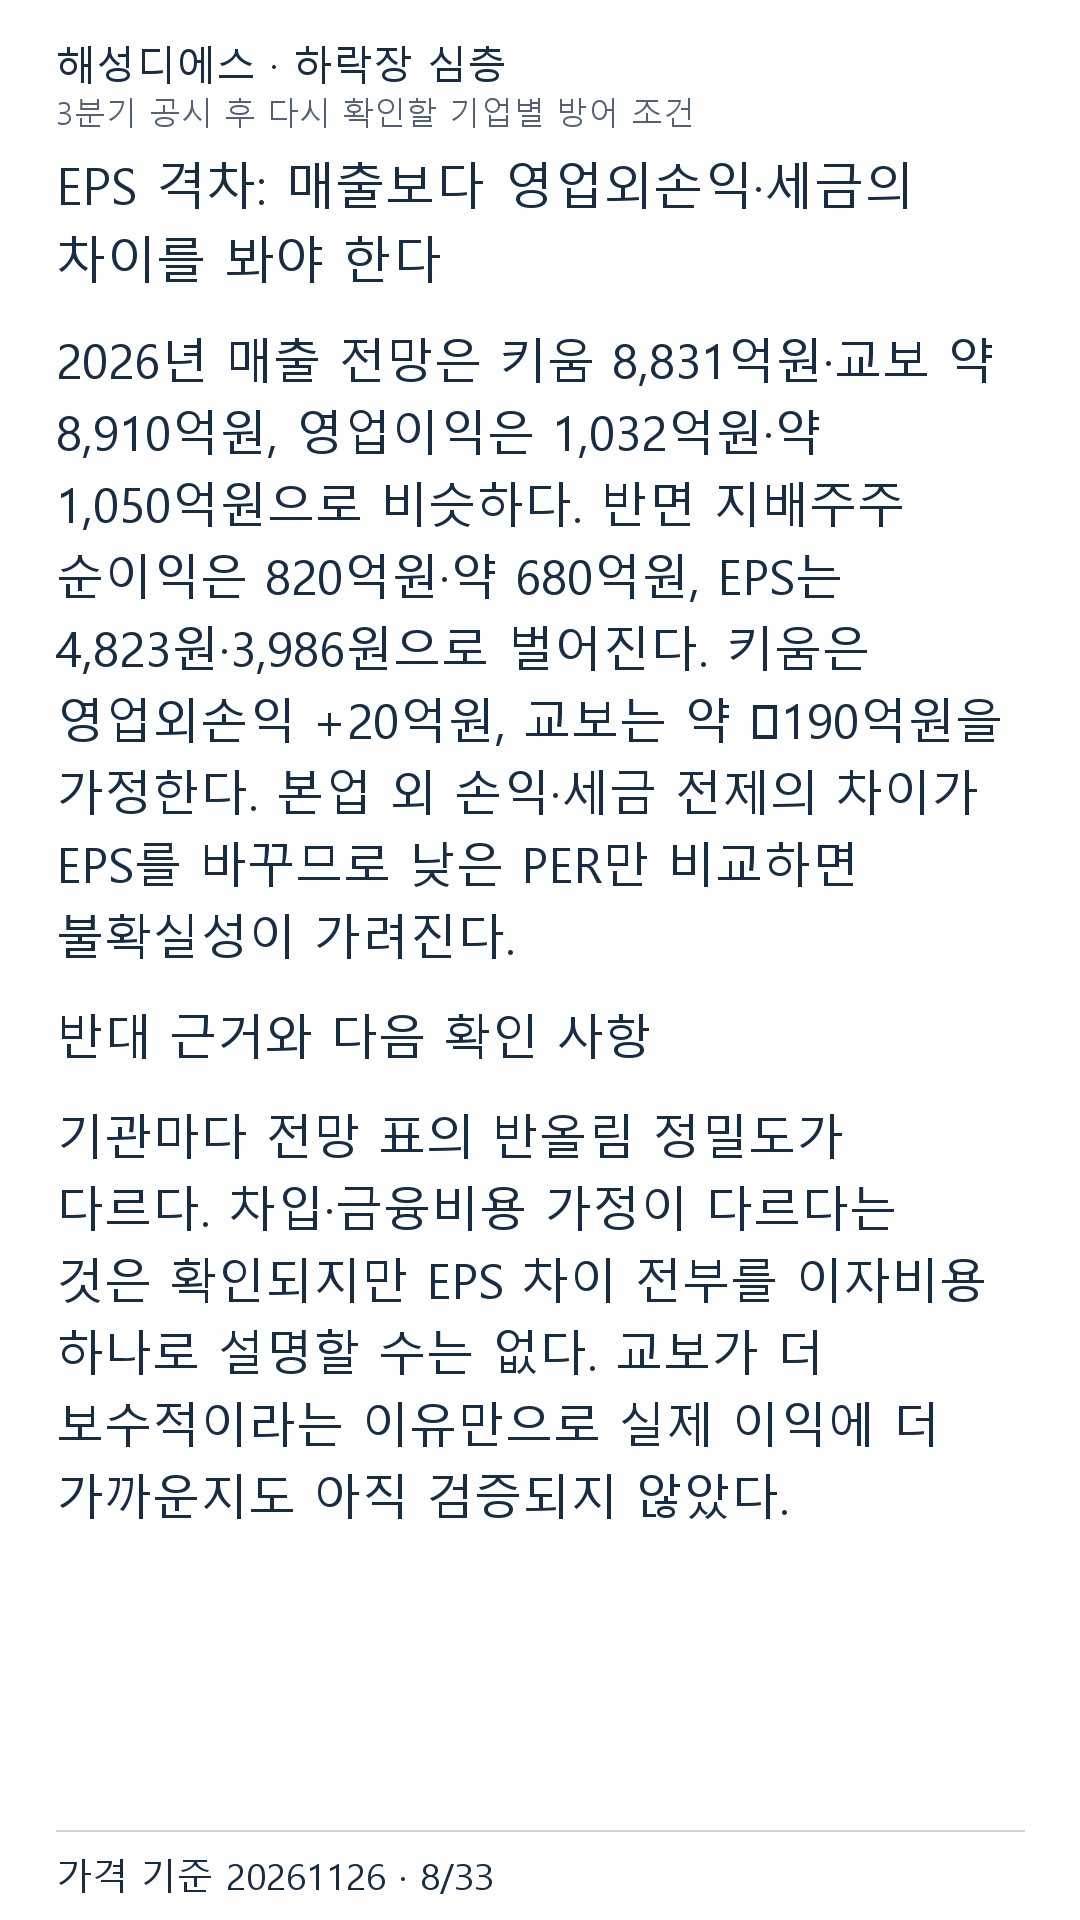 해성디에스 · 하락장 심층
3분기 공시 후 다시 확인할 기업별 방어 조건
EPS 격차: 매출보다 영업외손익·세금의
차이를 봐야 한다
2026년 매출 전망은 키움 8,831억원·교보 약
8,910억원, 영업이익은 1,032억원·약
1,050억원으로 비슷하다. 반면 지배주주
순이익은 820억원·약 680억원, EPS는
4,823원·3,986원으로 벌어진다. 키움은
영업외손익 +20억원, 교보는 약 □190억원을
가정한다. 본업 외 손익·세금 전제의 차이가
EPS를 바꾸므로 낮은 PER만 비교하면
불확실성이 가려진다.
반대 근거와 다음 확인 사항
기관마다 전망 표의 반올림 정밀도가
다르다. 차입·금융비용 가정이 다르다는
것은 확인되지만 EPS 차이 전부를 이자비용
하나로 설명할 수는 없다. 교보가 더
보수적이라는 이유만으로 실제 이익에 더
가까운지도 아직 검증되지 않았다.
가격 기준 20261126 · 8/33